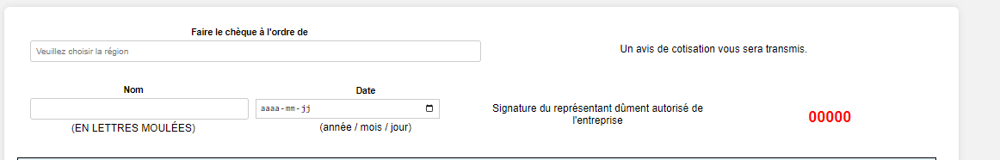 Faire le chèque à l'ordre de
Veuillez choisir la région
Un avis de cotisation vous sera transmis.
Nom
Date
aaaa-mm-jj
Signature du représentant dûment autorisé de
l'entreprise
00000
(EN LETTRES MOULÉES)
(année / mois / jour)